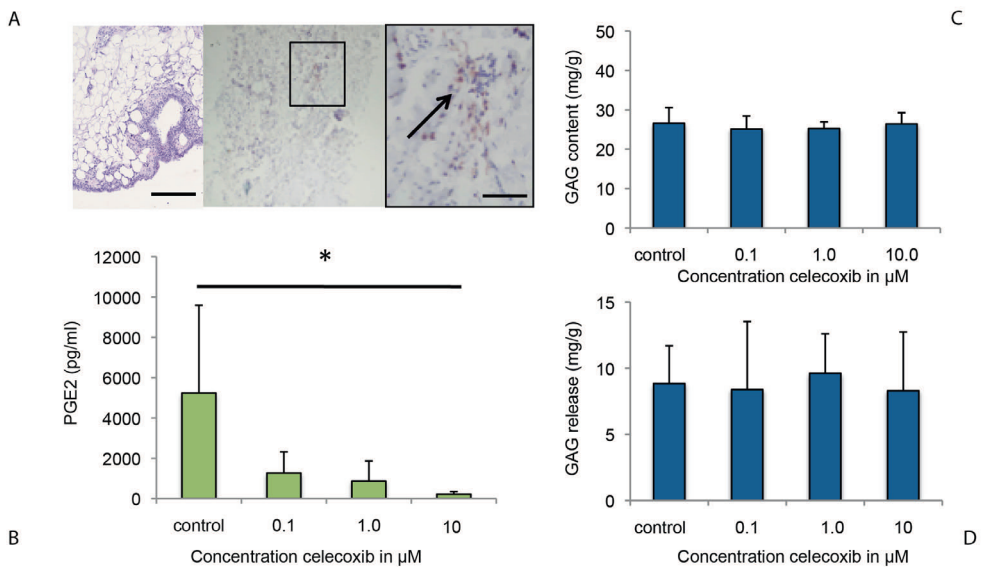 A
C
GAG content (mg/g)
50
40
30
20
10
0
control 0.1 1.0 10.0
Concentration celecoxib in µM
*
PGE2 (pg/ml)
12000
10000
8000
6000
4000
2000
0
control 0.1 1.0 10
Concentration celecoxib in µM
B
GAG release (mg/g)
15
10
5
0
control 0.1 1.0 10
Concentration celecoxib in µM
D